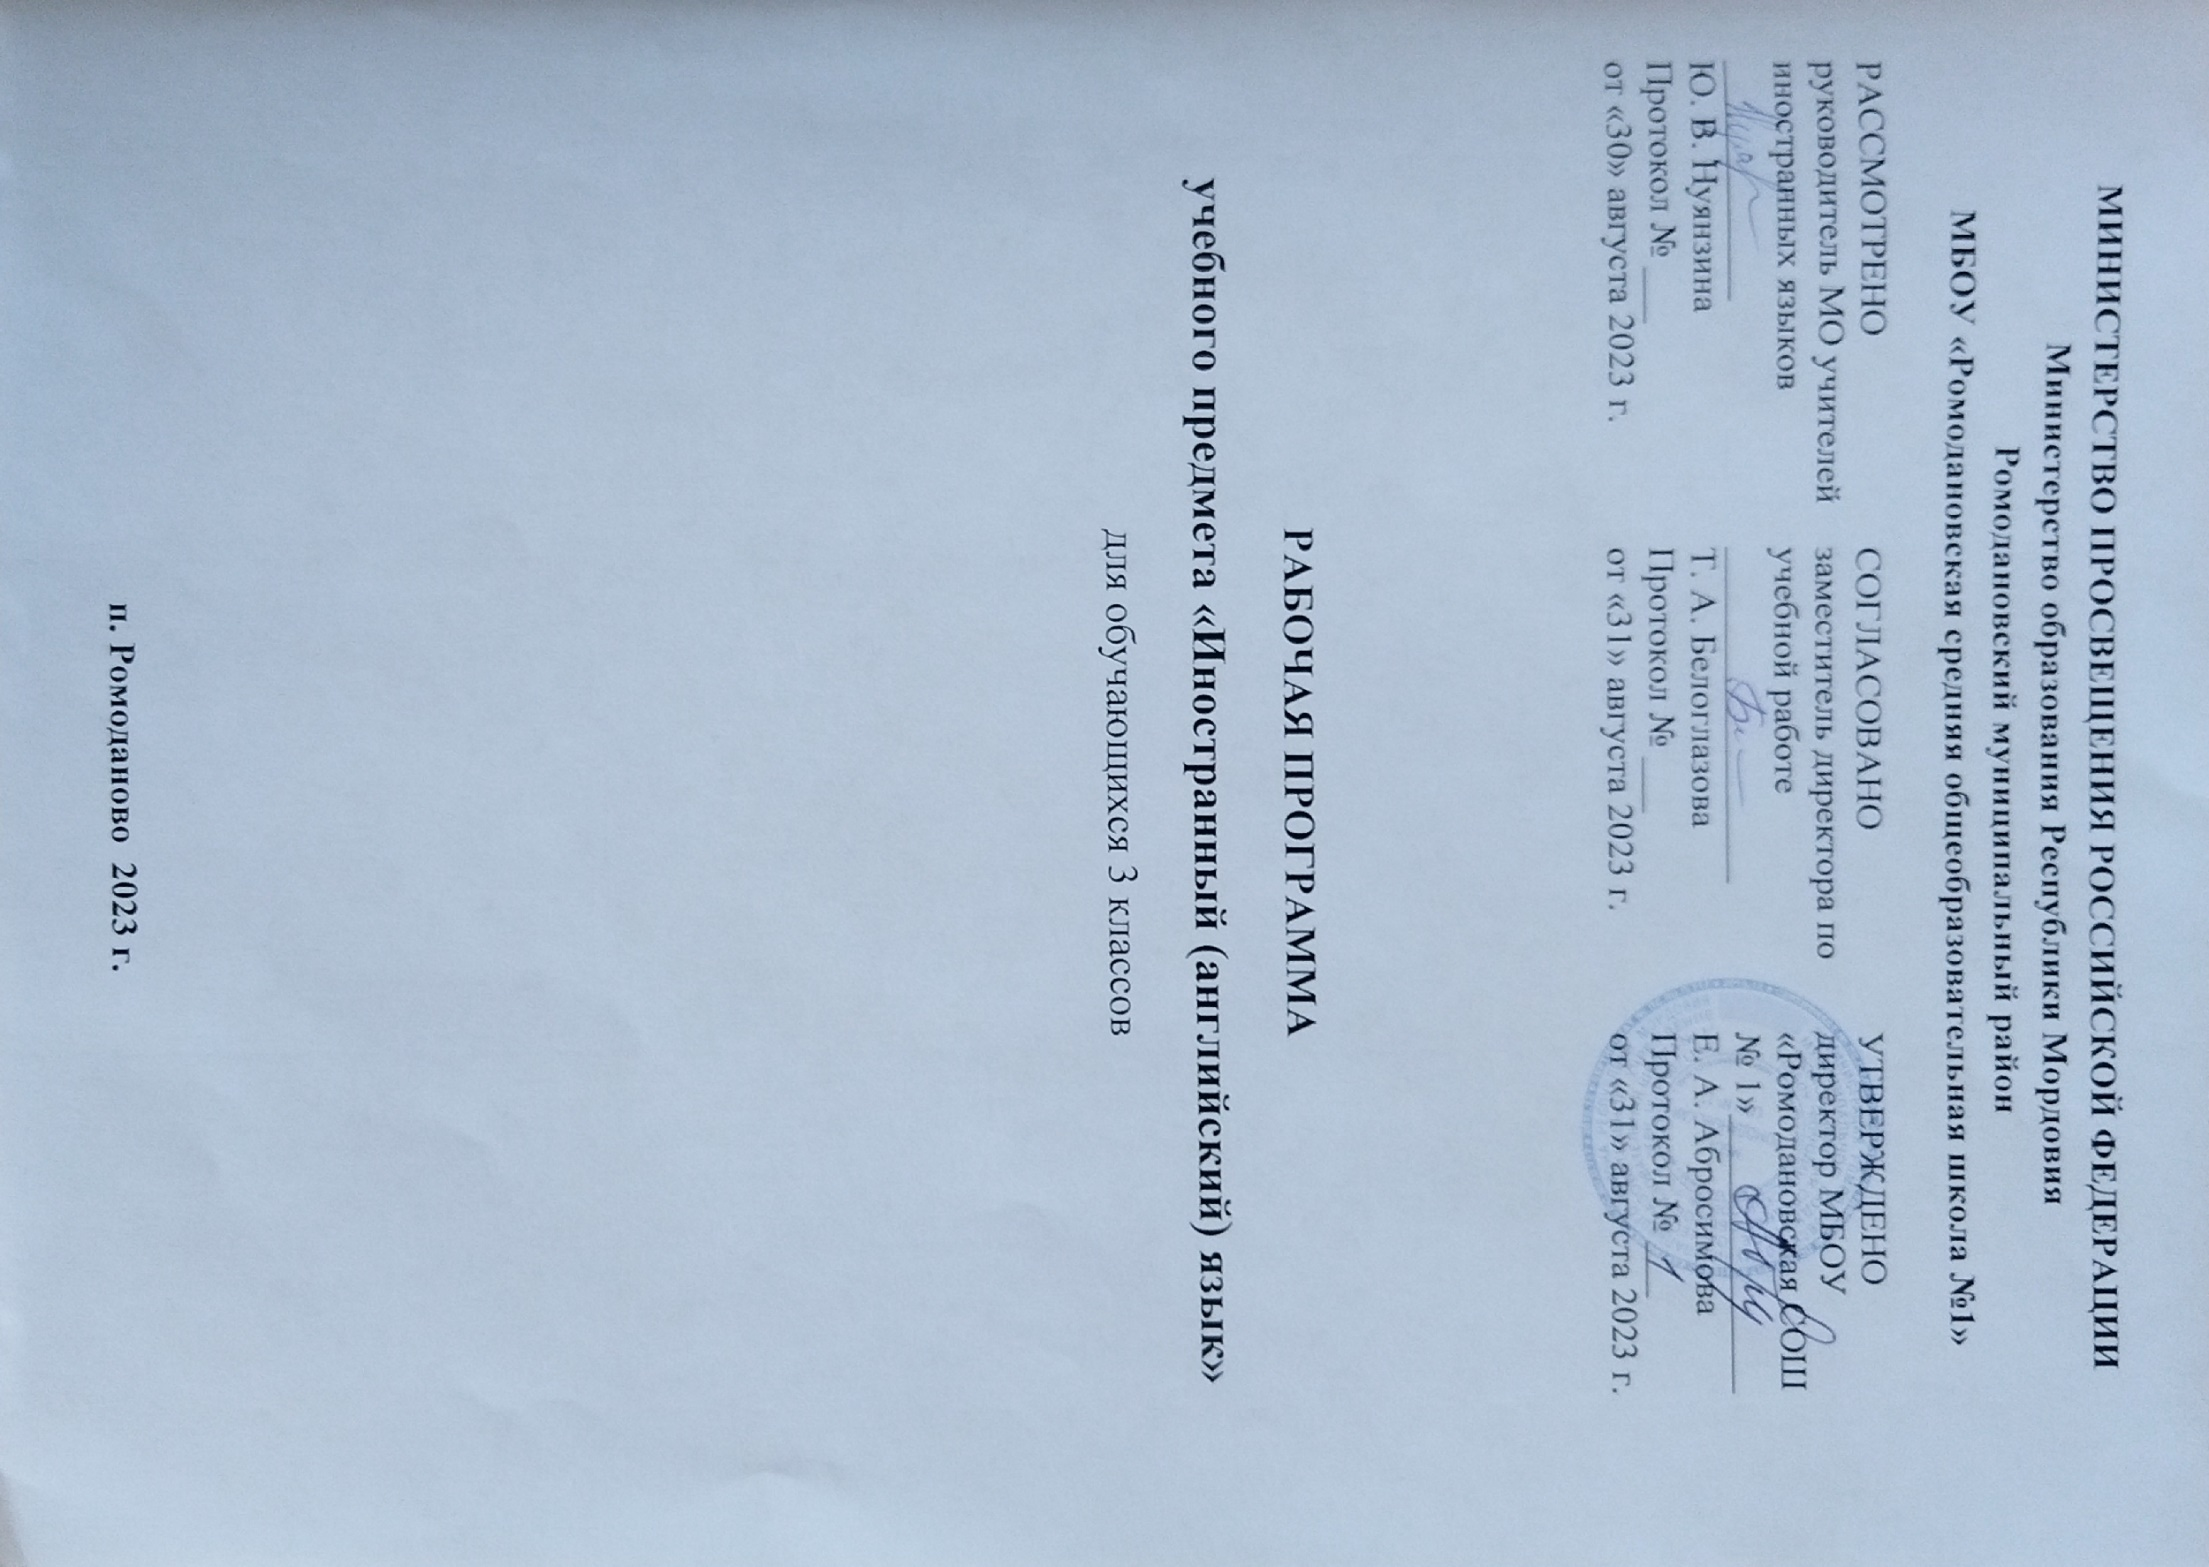 МИНИСТЕРСТВО ПРОСВЕЩЕНИЯ РОССИЙСКОЙ ФЕДЕРАЦИИ
Министерство образования Республики Мордовия
Ромодановский муниципальный район
МБОУ «Ромодановская средняя общеобразовательная школа №1»
РАССМОТРЕНО
руководитель МО учителей
иностранных языков
Ю. В. Нуянзина
Протокол № ___
от «30» августа 2023 г.
СОГЛАСОВАНО
заместитель директора по
учебной работе
Т. А. Белоглазова
Протокол № ___
от «31» августа 2023 г.
УТВЕРЖДЕНО
директор МБОУ
«Ромодановская СОШ
№ 1»
Е. А. Абросимова
Протокол № 1
от «31» августа 2023 г.
РАБОЧАЯ ПРОГРАММА
учебного предмета «Иностранный (английский) язык»
для обучающихся 3 классов
п. Ромоданово 2023 г.